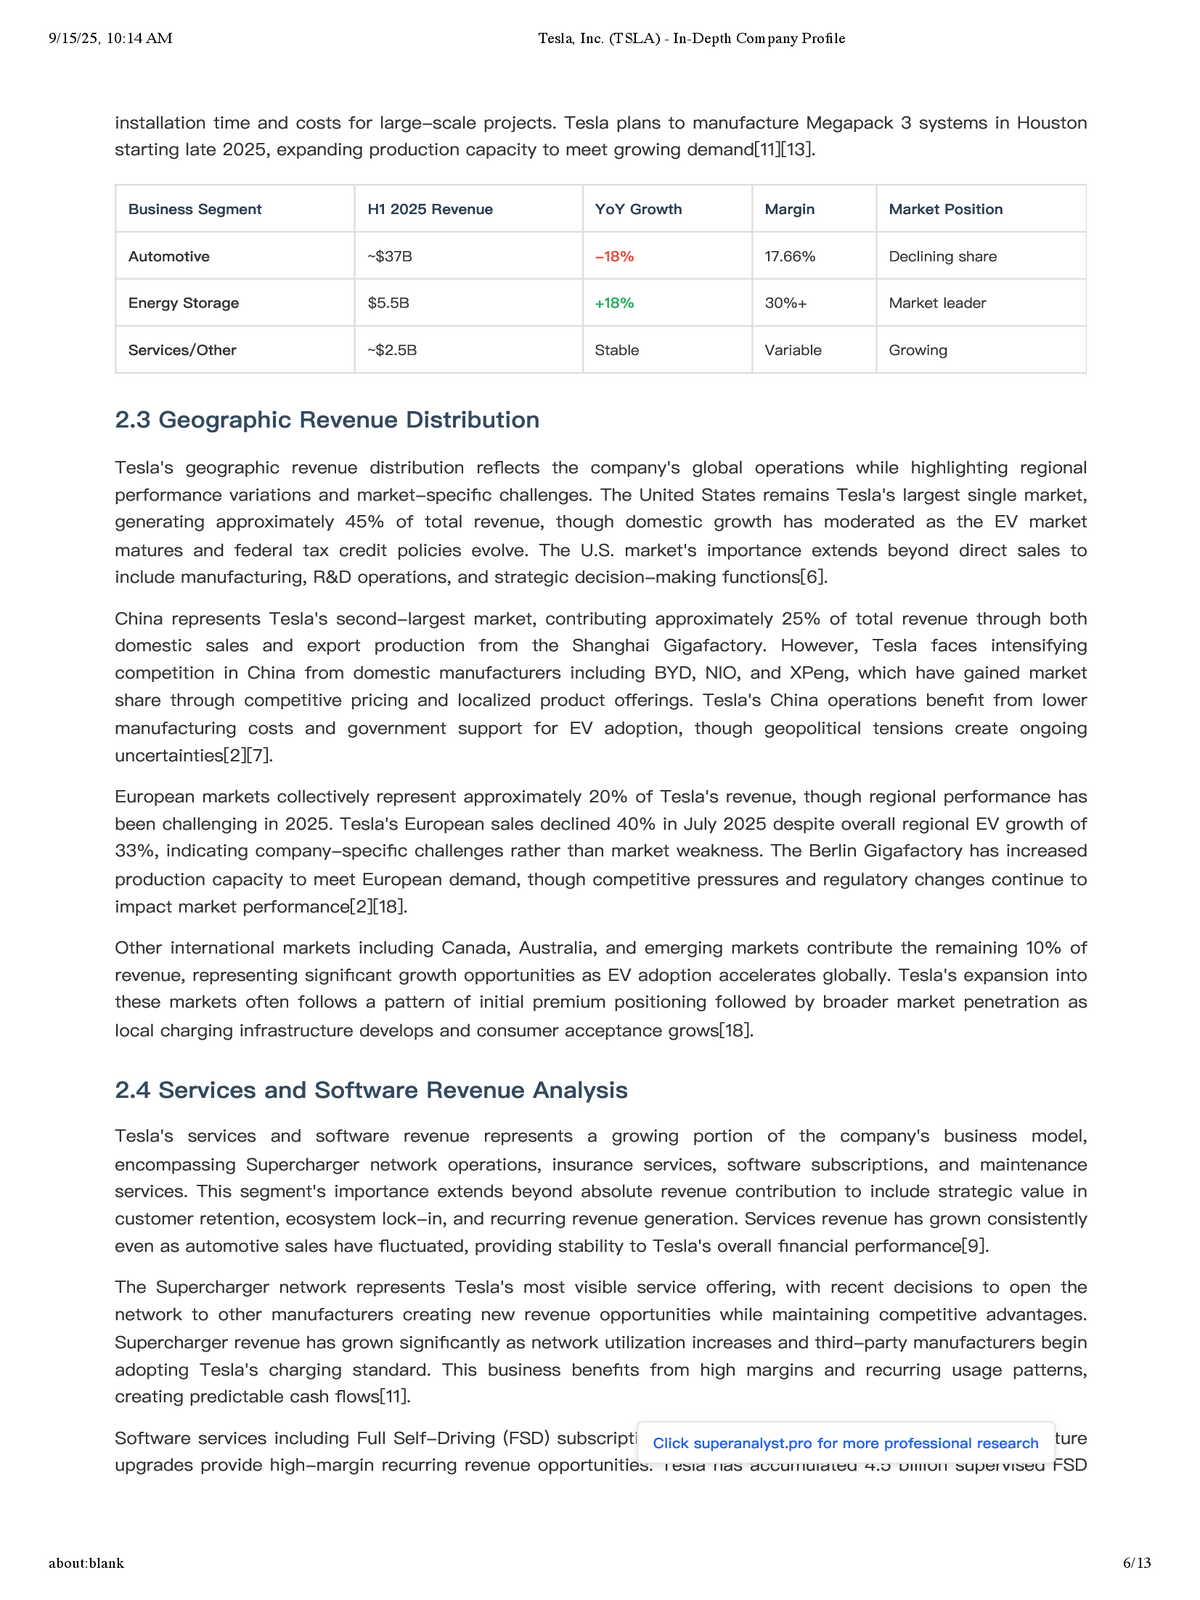 9/15/25, 10:14 AM
Tesla, Inc. (TSLA) - In-Depth Company Profile
installation time and costs for large-scale projects. Tesla plans to manufacture Megapack 3 systems in Houston
starting late 2025, expanding production capacity to meet growing demand[11][13].
Business Segment H1 2025 Revenue YoY Growth Margin Market Position
Automotive ~$37B -18% 17.66% Declining share
Energy Storage $5.5B +18% 30%+ Market leader
Services/Other ~$2.5B Stable Variable Growing
2.3 Geographic Revenue Distribution
Tesla's geographic revenue distribution reflects the company's global operations while highlighting regional
performance variations and market-specific challenges. The United States remains Tesla's largest single market,
generating approximately 45% of total revenue, though domestic growth has moderated as the EV market
matures and federal tax credit policies evolve. The U.S. market's importance extends beyond direct sales to
include manufacturing, R&D operations, and strategic decision-making functions[6].
China represents Tesla's second-largest market, contributing approximately 25% of total revenue through both
domestic sales and export production from the Shanghai Gigafactory. However, Tesla faces intensifying
competition in China from domestic manufacturers including BYD, NIO, and XPeng, which have gained market
share through competitive pricing and localized product offerings. Tesla's China operations benefit from lower
manufacturing costs and government support for EV adoption, though geopolitical tensions create ongoing
uncertainties[2][7].
European markets collectively represent approximately 20% of Tesla's revenue, though regional performance has
been challenging in 2025. Tesla's European sales declined 40% in July 2025 despite overall regional EV growth of
33%, indicating company-specific challenges rather than market weakness. The Berlin Gigafactory has increased
production capacity to meet European demand, though competitive pressures and regulatory changes continue to
impact market performance[2][18].
Other international markets including Canada, Australia, and emerging markets contribute the remaining 10% of
revenue, representing significant growth opportunities as EV adoption accelerates globally. Tesla's expansion into
these markets often follows a pattern of initial premium positioning followed by broader market penetration as
local charging infrastructure develops and consumer acceptance grows[18].
2.4 Services and Software Revenue Analysis
Tesla's services and software revenue represents a growing portion of the company's business model,
encompassing Supercharger network operations, insurance services, software subscriptions, and maintenance
services. This segment's importance extends beyond absolute revenue contribution to include strategic value in
customer retention, ecosystem lock-in, and recurring revenue generation. Services revenue has grown consistently
even as automotive sales have fluctuated, providing stability to Tesla's overall financial performance[9].
The Supercharger network represents Tesla's most visible service offering, with recent decisions to open the
network to other manufacturers creating new revenue opportunities while maintaining competitive advantages.
Supercharger revenue has grown significantly as network utilization increases and third-party manufacturers begin
adopting Tesla's charging standard. This business benefits from high margins and recurring usage patterns,
creating predictable cash flows[11].
Software services including Full Self-Driving (FSD) subscripti
Click superanalyst.pro for more professional research
ture
upgrades provide high-margin recurring revenue opportunities. Tesla has accumulated 4.5 billion supervised FSD
about:blank
6/13